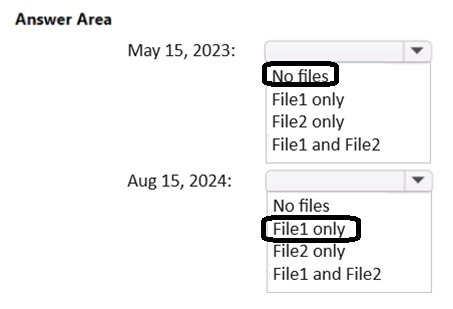 Answer Area
May 15, 2023:
No files
File1 only
File2 only
File1 and File2
Aug 15, 2024:
No files
File1 only
File2 only
File1 and File2